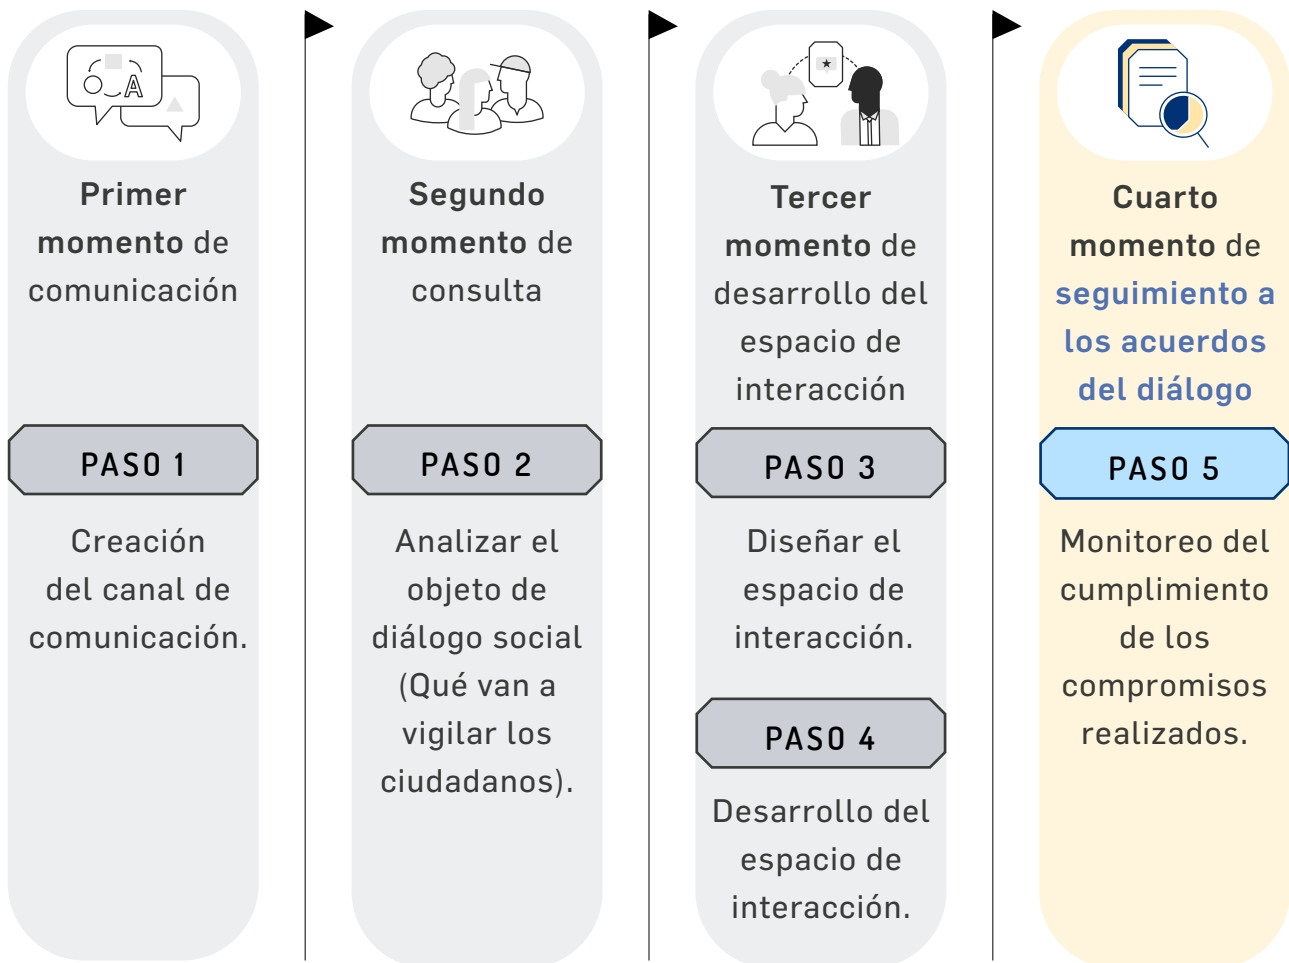 A
Primer
momento de
comunicación
PASO 1
Creación
del canal de
comunicación.
Segundo
momento de
consulta
PASO 2
Analizar el
objeto de
diálogo social
(Qué van a
vigilar los
ciudadanos).
Tercer
momento de
desarrollo del
espacio de
interacción
PASO 3
Diseñar el
espacio de
interacción.
PASO 4
Desarrollo del
espacio de
interacción.
Cuarto
momento de
seguimiento a
los acuerdos
del diálogo
PASO 5
Monitoreo del
cumplimiento
de los
compromisos
realizados.